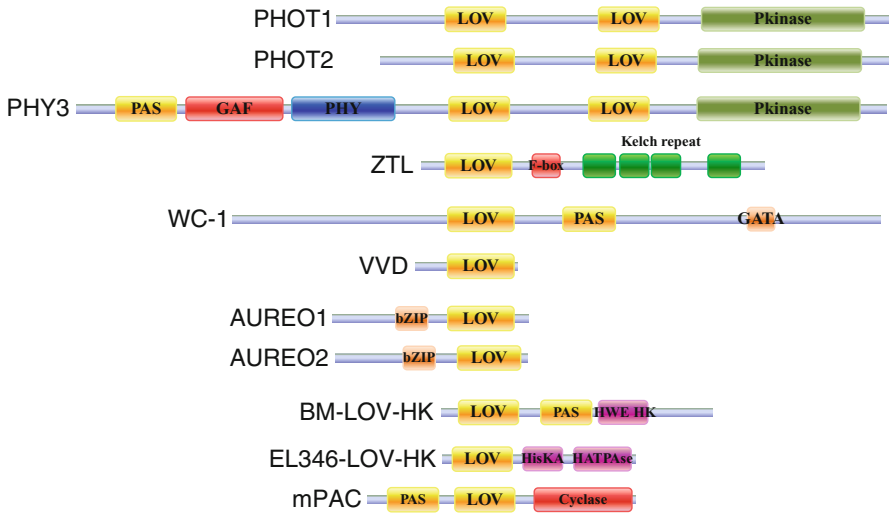 PHOT1 LOV LOV Pkinase
PHOT2 LOV LOV Pkinase
PHY3 PAS GAF PHY LOV LOV Pkinase
Kelch repeat
ZTL LOV F-box
WC-1 LOV PAS GATA
VVD LOV
AUREO1 bZIP LOV
AUREO2 bZIP LOV
BM-LOV-HK LOV PAS HWE HK
EL346-LOV-HK LOV HisKA HATPAse
mPAC PAS LOV Cyclase